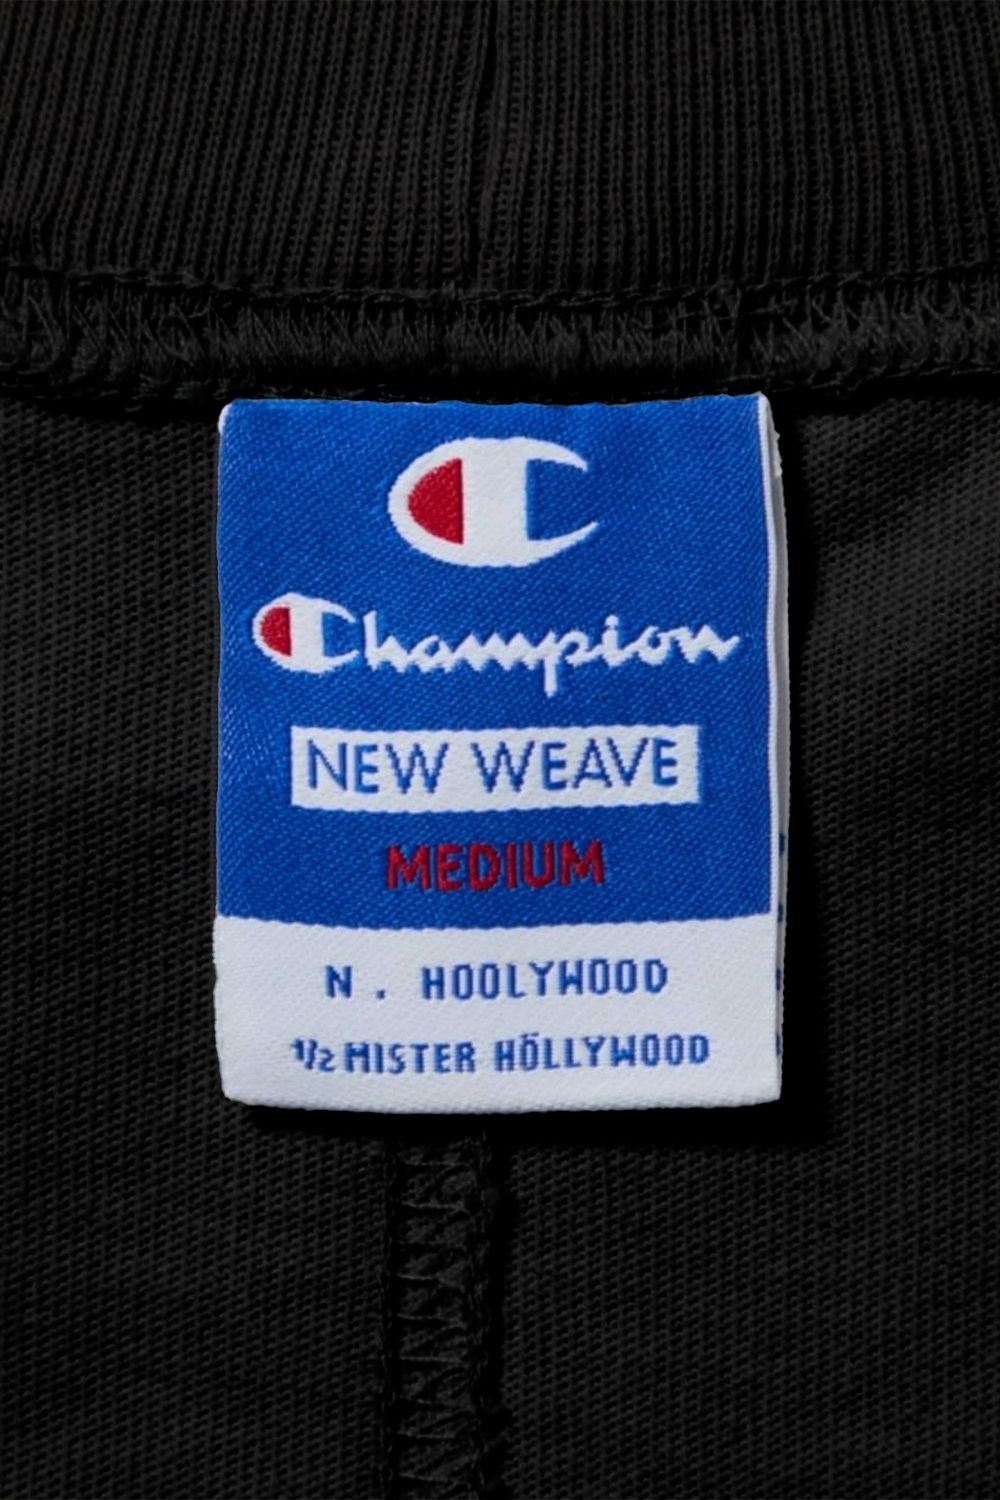 Champion
NEW WEAVE
MEDIUM
N . HOOLYWOOD
1/2 MISTER HÖLLYWOOD